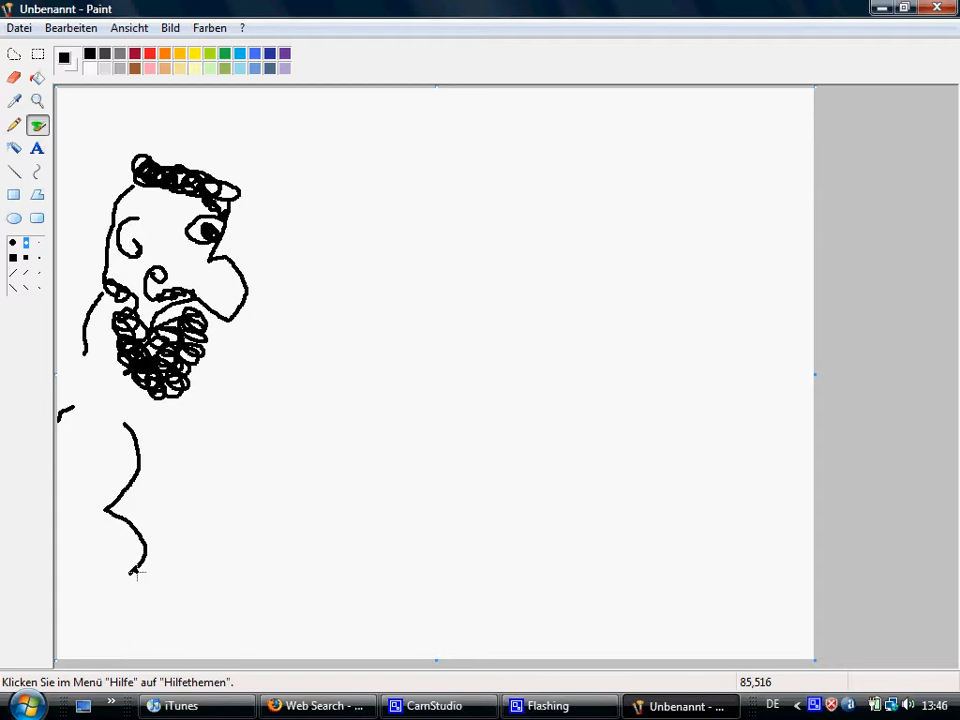 Unbenannt - Paint
Datei Bearbeiten Ansicht Bild Farben ?
A
Klicken Sie im Menü "Hilfe" auf "Hilfethemen". 85,516
» iTunes Web Search - ... CamStudio Flashing Unbenannt - ... DE < a 13:46